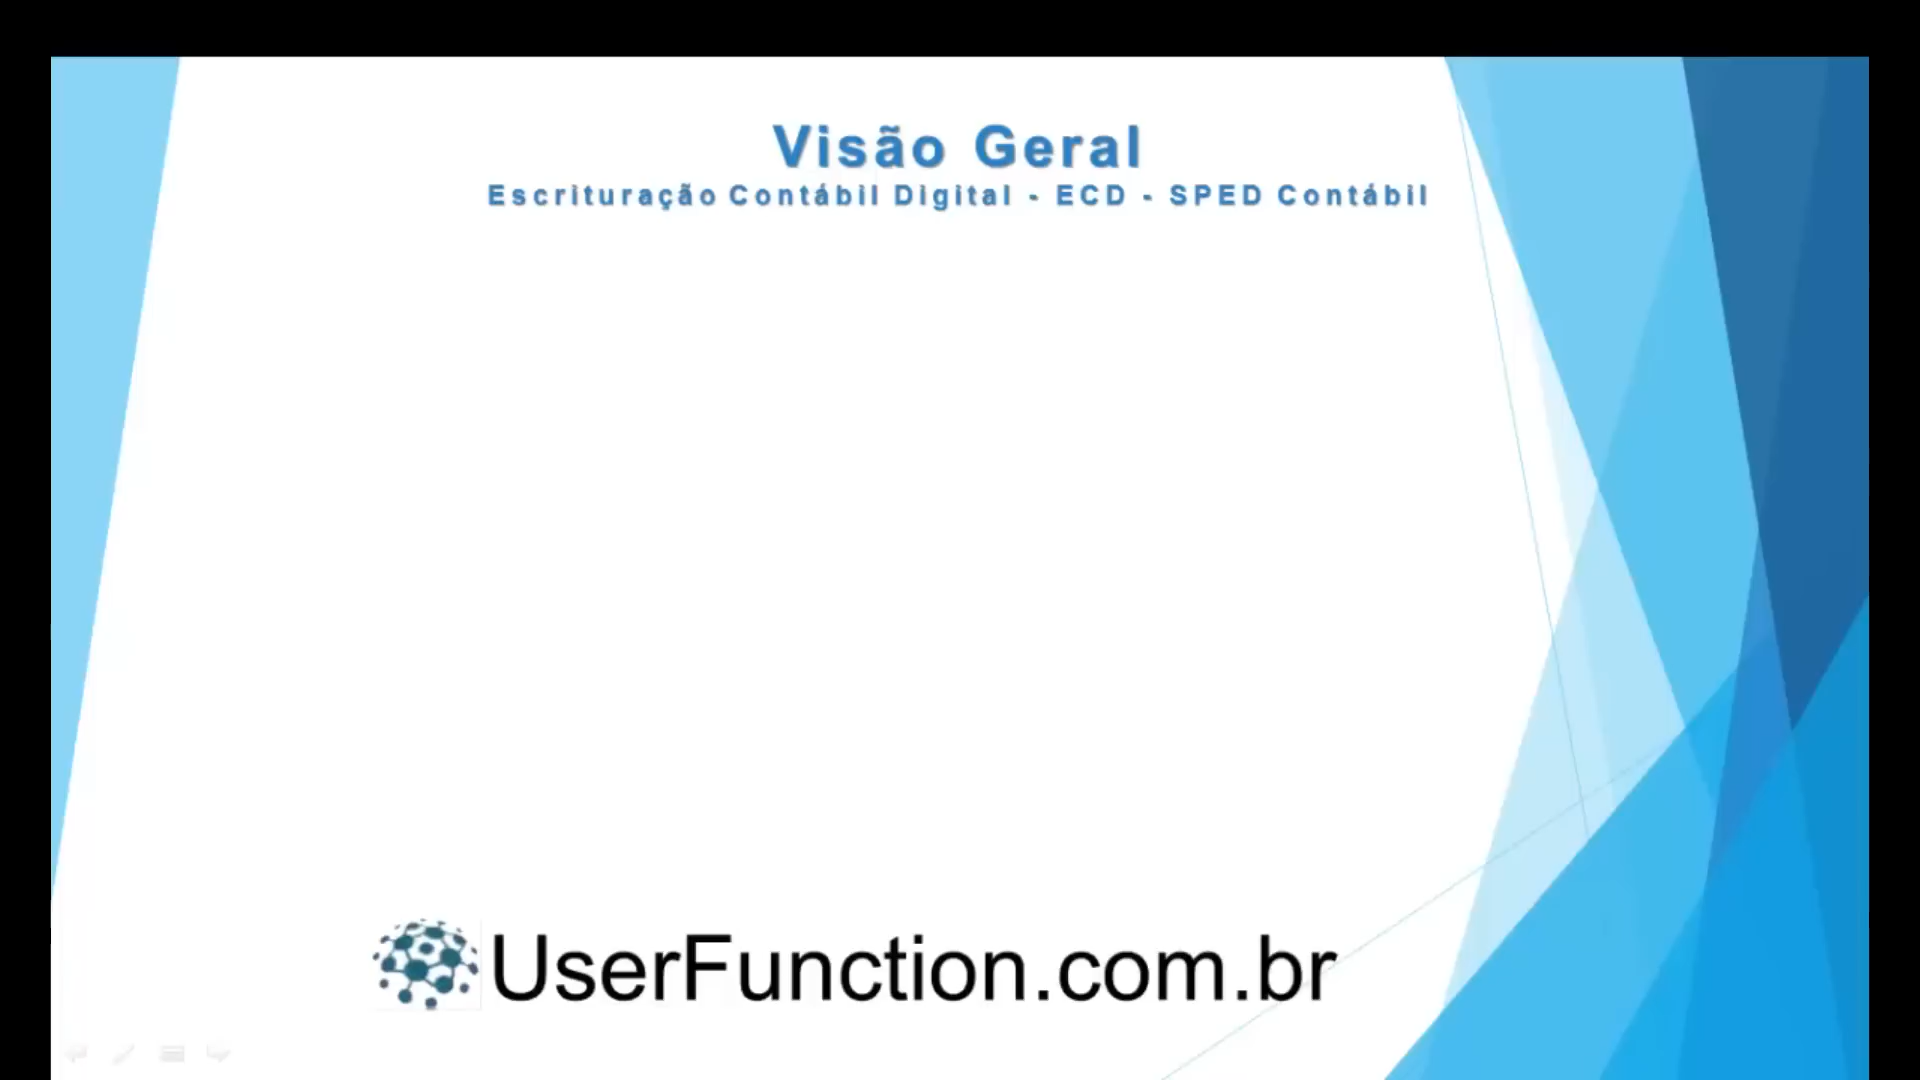 Visão Geral
Escrituração Contábil Digital - ECD - SPED Contábil
UserFunction.com.br